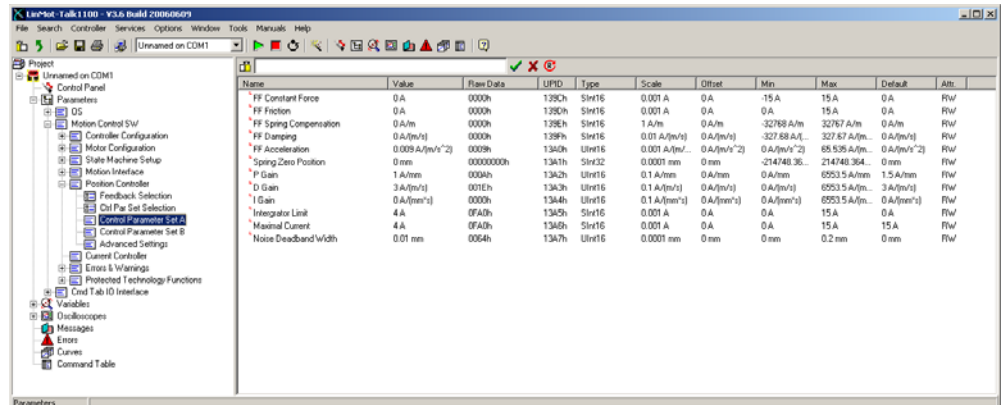 LinMot-Talk1100 - V3.6 Build 20060609
File Search Controller Services Options Window Tools Manuals Help
Unnamed on COM1
Project
Unnamed on COM1
Control Panel
Parameters
OS
Motion Control SW
Controller Configuration
Motor Configuration
State Machine Setup
Motion Interface
Position Controller
Feedback Selection
Ctrl Par Set Selection
Control Parameter Set A
Control Parameter Set B
Advanced Settings
Current Controller
Errors & Warnings
Protected Technology Functions
Cmd Tab IO Interface
Variables
Oscilloscopes
Messages
Errors
Curves
Command Table
Name Value Raw Data UPID Type Scale Offset Min Max Default Attr.
FF Constant Force 0 A 0000h 139Ch SInt16 0.001 A 0 A -15 A 15 A 0 A RW
FF Friction 0 A 0000h 139Dh SInt16 0.001 A 0 A 0 A 15 A 0 A RW
FF Spring Compensation 0 A/m 0000h 139Eh SInt16 1 A/m 0 A/m -32768 A/m 32767 A/m 0 A/m RW
FF Damping 0 A/(m/s) 0000h 139Fh SInt16 0.01 A/(m/s) 0 A/(m/s) -327.68 A/(... 327.67 A/(m... 0 A/(m/s) RW
FF Acceleration 0.009 A/(m/s^2) 0009h 13A0h UInt16 0.001 A/(m/... 0 A/(m/s^2) 0 A/(m/s^2) 65.535 A/(m... 0 A/(m/s^2) RW
Spring Zero Position 0 mm 00000000h 13A1h SInt32 0.0001 mm 0 mm -214748.36... 214748.364... 0 mm RW
P Gain 1 A/mm 000Ah 13A2h UInt16 0.1 A/mm 0 A/mm 0 A/mm 6553.5 A/mm 1.5 A/mm RW
D Gain 3 A/(m/s) 001Eh 13A3h UInt16 0.1 A/(m/s) 0 A/(m/s) 0 A/(m/s) 6553.5 A/(m... 3 A/(m/s) RW
I Gain 0 A/(mm*s) 0000h 13A4h UInt16 0.1 A/(mm*s) 0 A/(mm*s) 0 A/(mm*s) 6553.5 A/(m... 0 A/(mm*s) RW
Intergrator Limit 4 A 0FA0h 13A5h SInt16 0.001 A 0 A 0 A 15 A 0 A RW
Maximal Current 4 A 0FA0h 13A6h SInt16 0.001 A 0 A 0 A 15 A 15 A RW
Noise Deadband Width 0.01 mm 0064h 13A7h UInt16 0.0001 mm 0 mm 0 mm 0.2 mm 0 mm RW
Parameters